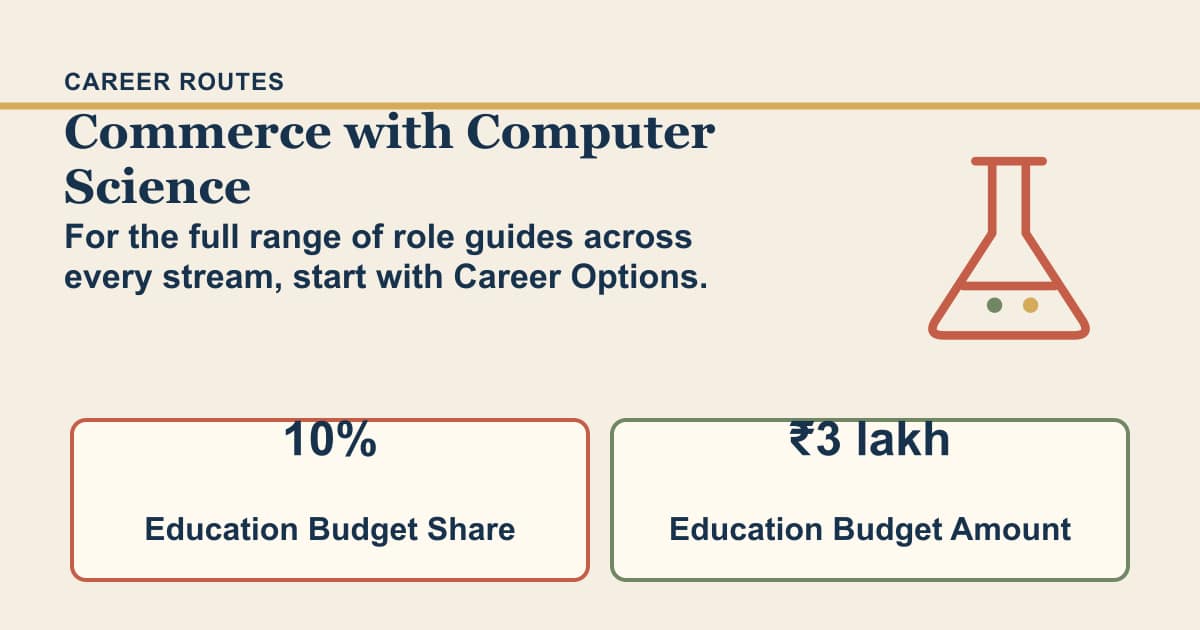 CAREER ROUTES
Commerce with Computer
Science
For the full range of role guides across
every stream, start with Career Options.
10%
Education Budget Share
₹3 lakh
Education Budget Amount